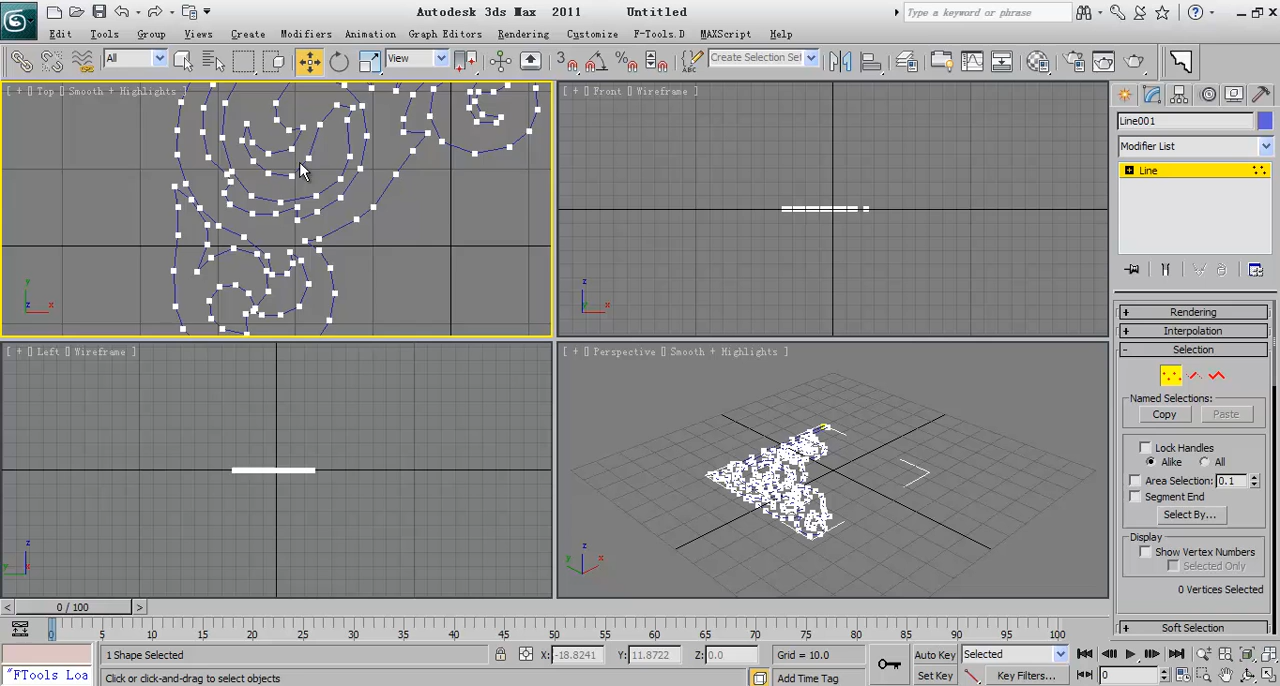 Autodesk 3ds Max 2011 Untitled
Type a keyword or phrase
Edit Tools Group Views Create Modifiers Animation Graph Editors Rendering Customize F-Tools.D MAXScript Help
All View Create Selection Set
[ + [] Top [] Smooth + Highlights ]
[ + [] Front [] Wireframe ]
[ + [] Left [] Wireframe ]
[ + [] Perspective [] Smooth + Highlights ]
y
z x
z
x
z
y
z
y x
Line001
Modifier List
Line
Rendering
Interpolation
Selection
Named Selections:
Copy Paste
Lock Handles
Alike All
Area Selection: 0.1
Segment End
Select By...
Display
Show Vertex Numbers
Selected Only
0 Vertices Selected
Soft Selection
< 0 / 100 >
0 5 10 15 20 25 30 35 40 45 50 55 60 65 70 75 80 85 90 95 100
1 Shape Selected X: -18.8241 Y: 11.8722 Z: 0.0 Grid = 10.0 Auto Key Selected
"FTools Loa Click or click-and-drag to select objects Add Time Tag Set Key Key Filters... 0